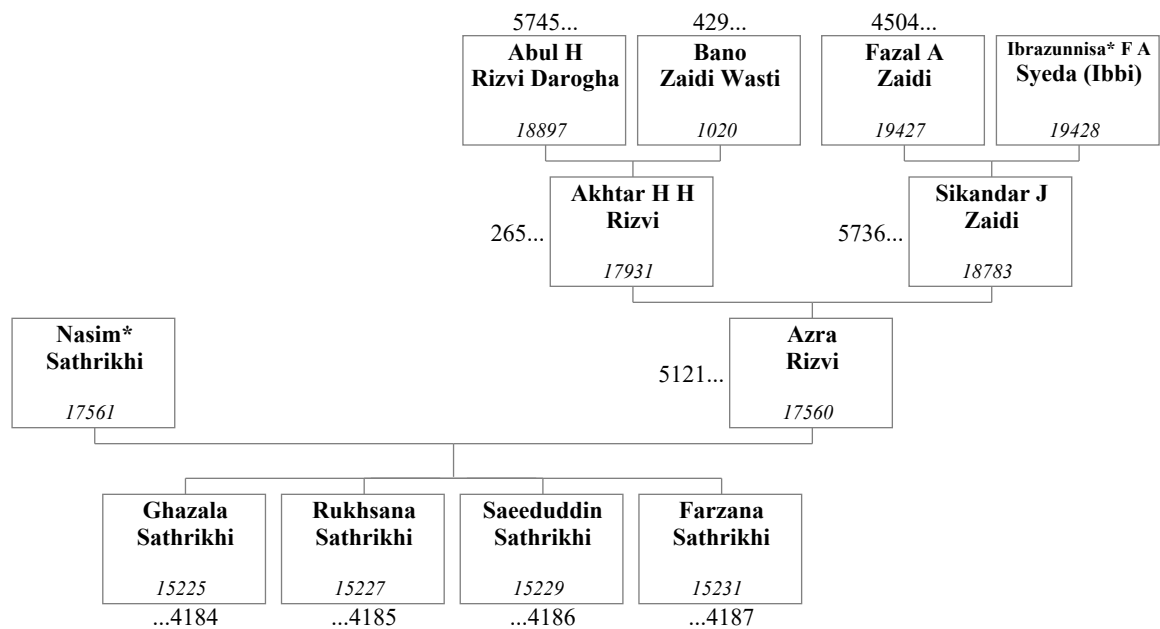 5745...
429...
4504...
Abul H
Rizvi Darogha
18897
Bano
Zaidi Wasti
1020
Fazal A
Zaidi
19427
Ibrazunnisa* F A
Syeda (Ibbi)
19428
265...
Akhtar H H
Rizvi
17931
5736...
Sikandar J
Zaidi
18783
Nasim*
Sathrikhi
17561
5121...
Azra
Rizvi
17560
Ghazala
Sathrikhi
15225
...4184
Rukhsana
Sathrikhi
15227
...4185
Saeeduddin
Sathrikhi
15229
...4186
Farzana
Sathrikhi
15231
...4187